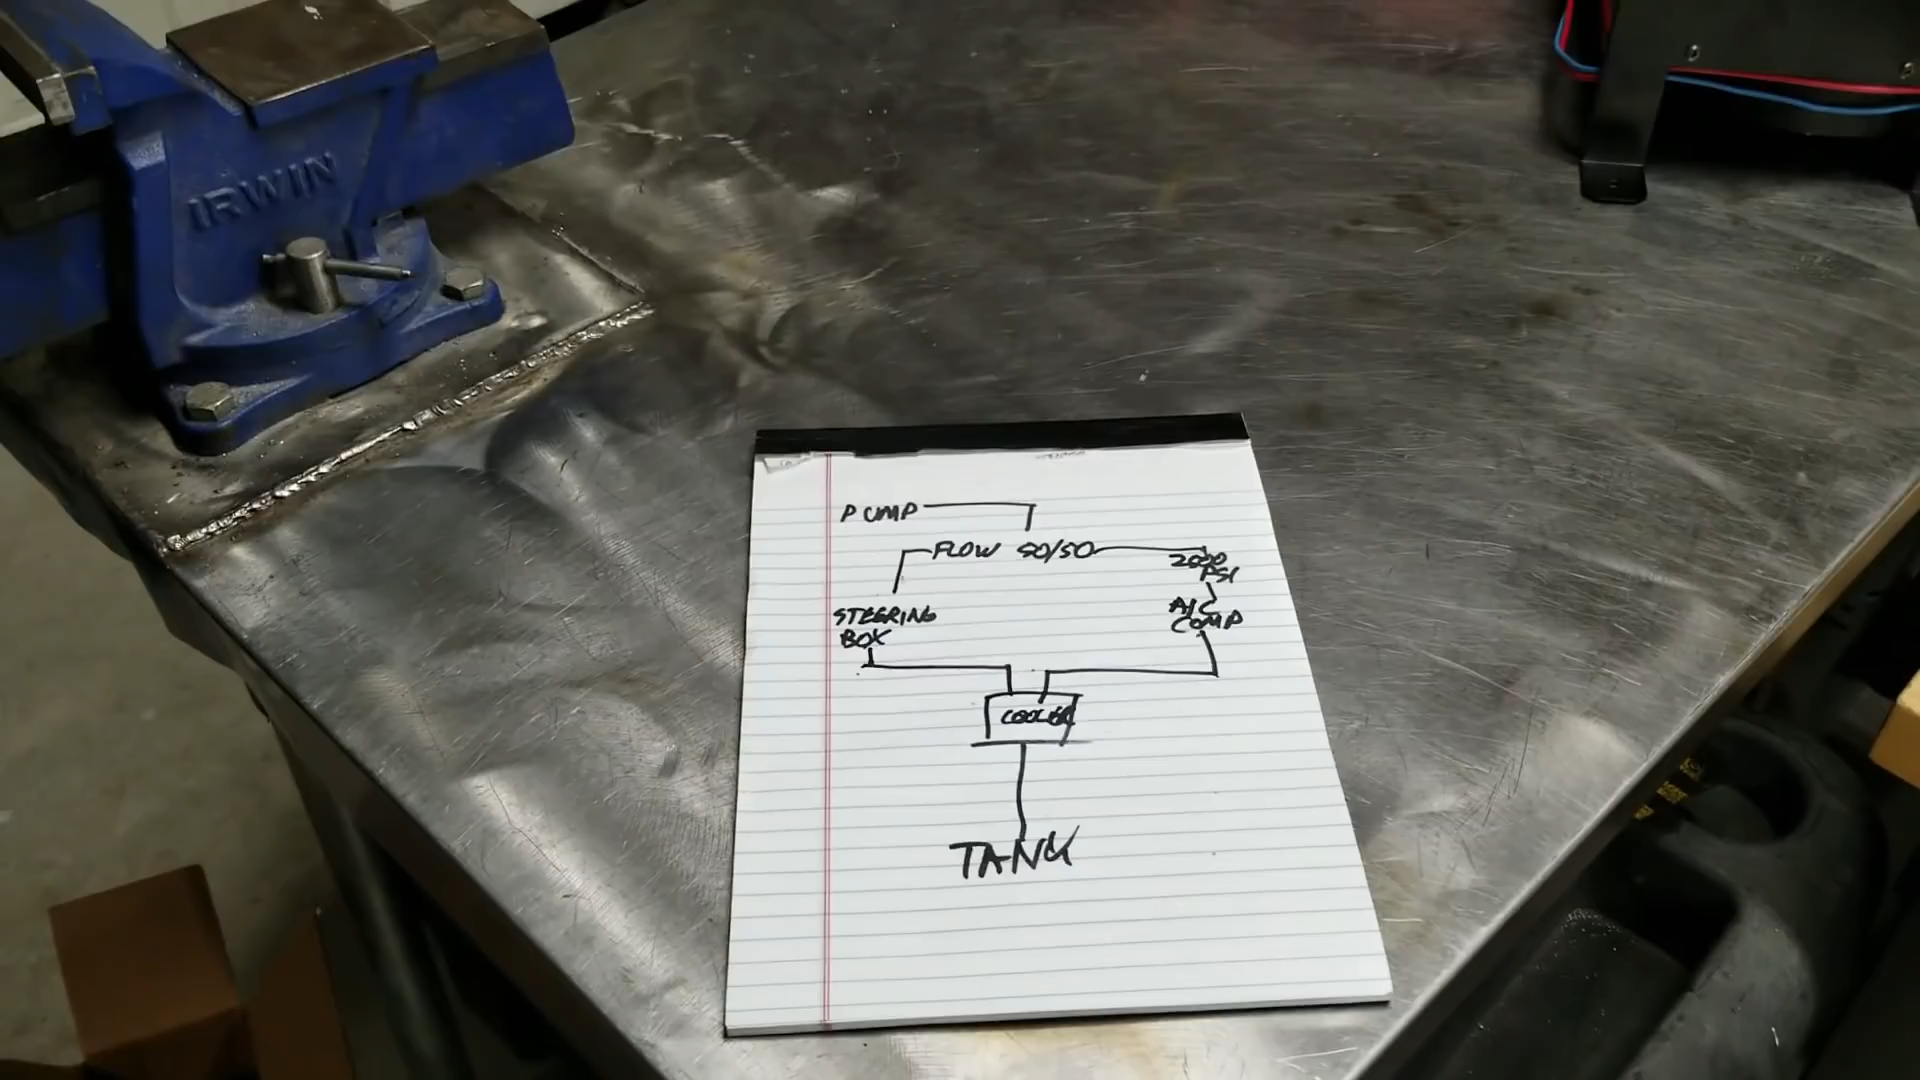 IRWIN
PUMP
FLOW 50/50
2000
PSI
STEERING
BOX
A/C
COMP
COOLER
TANK